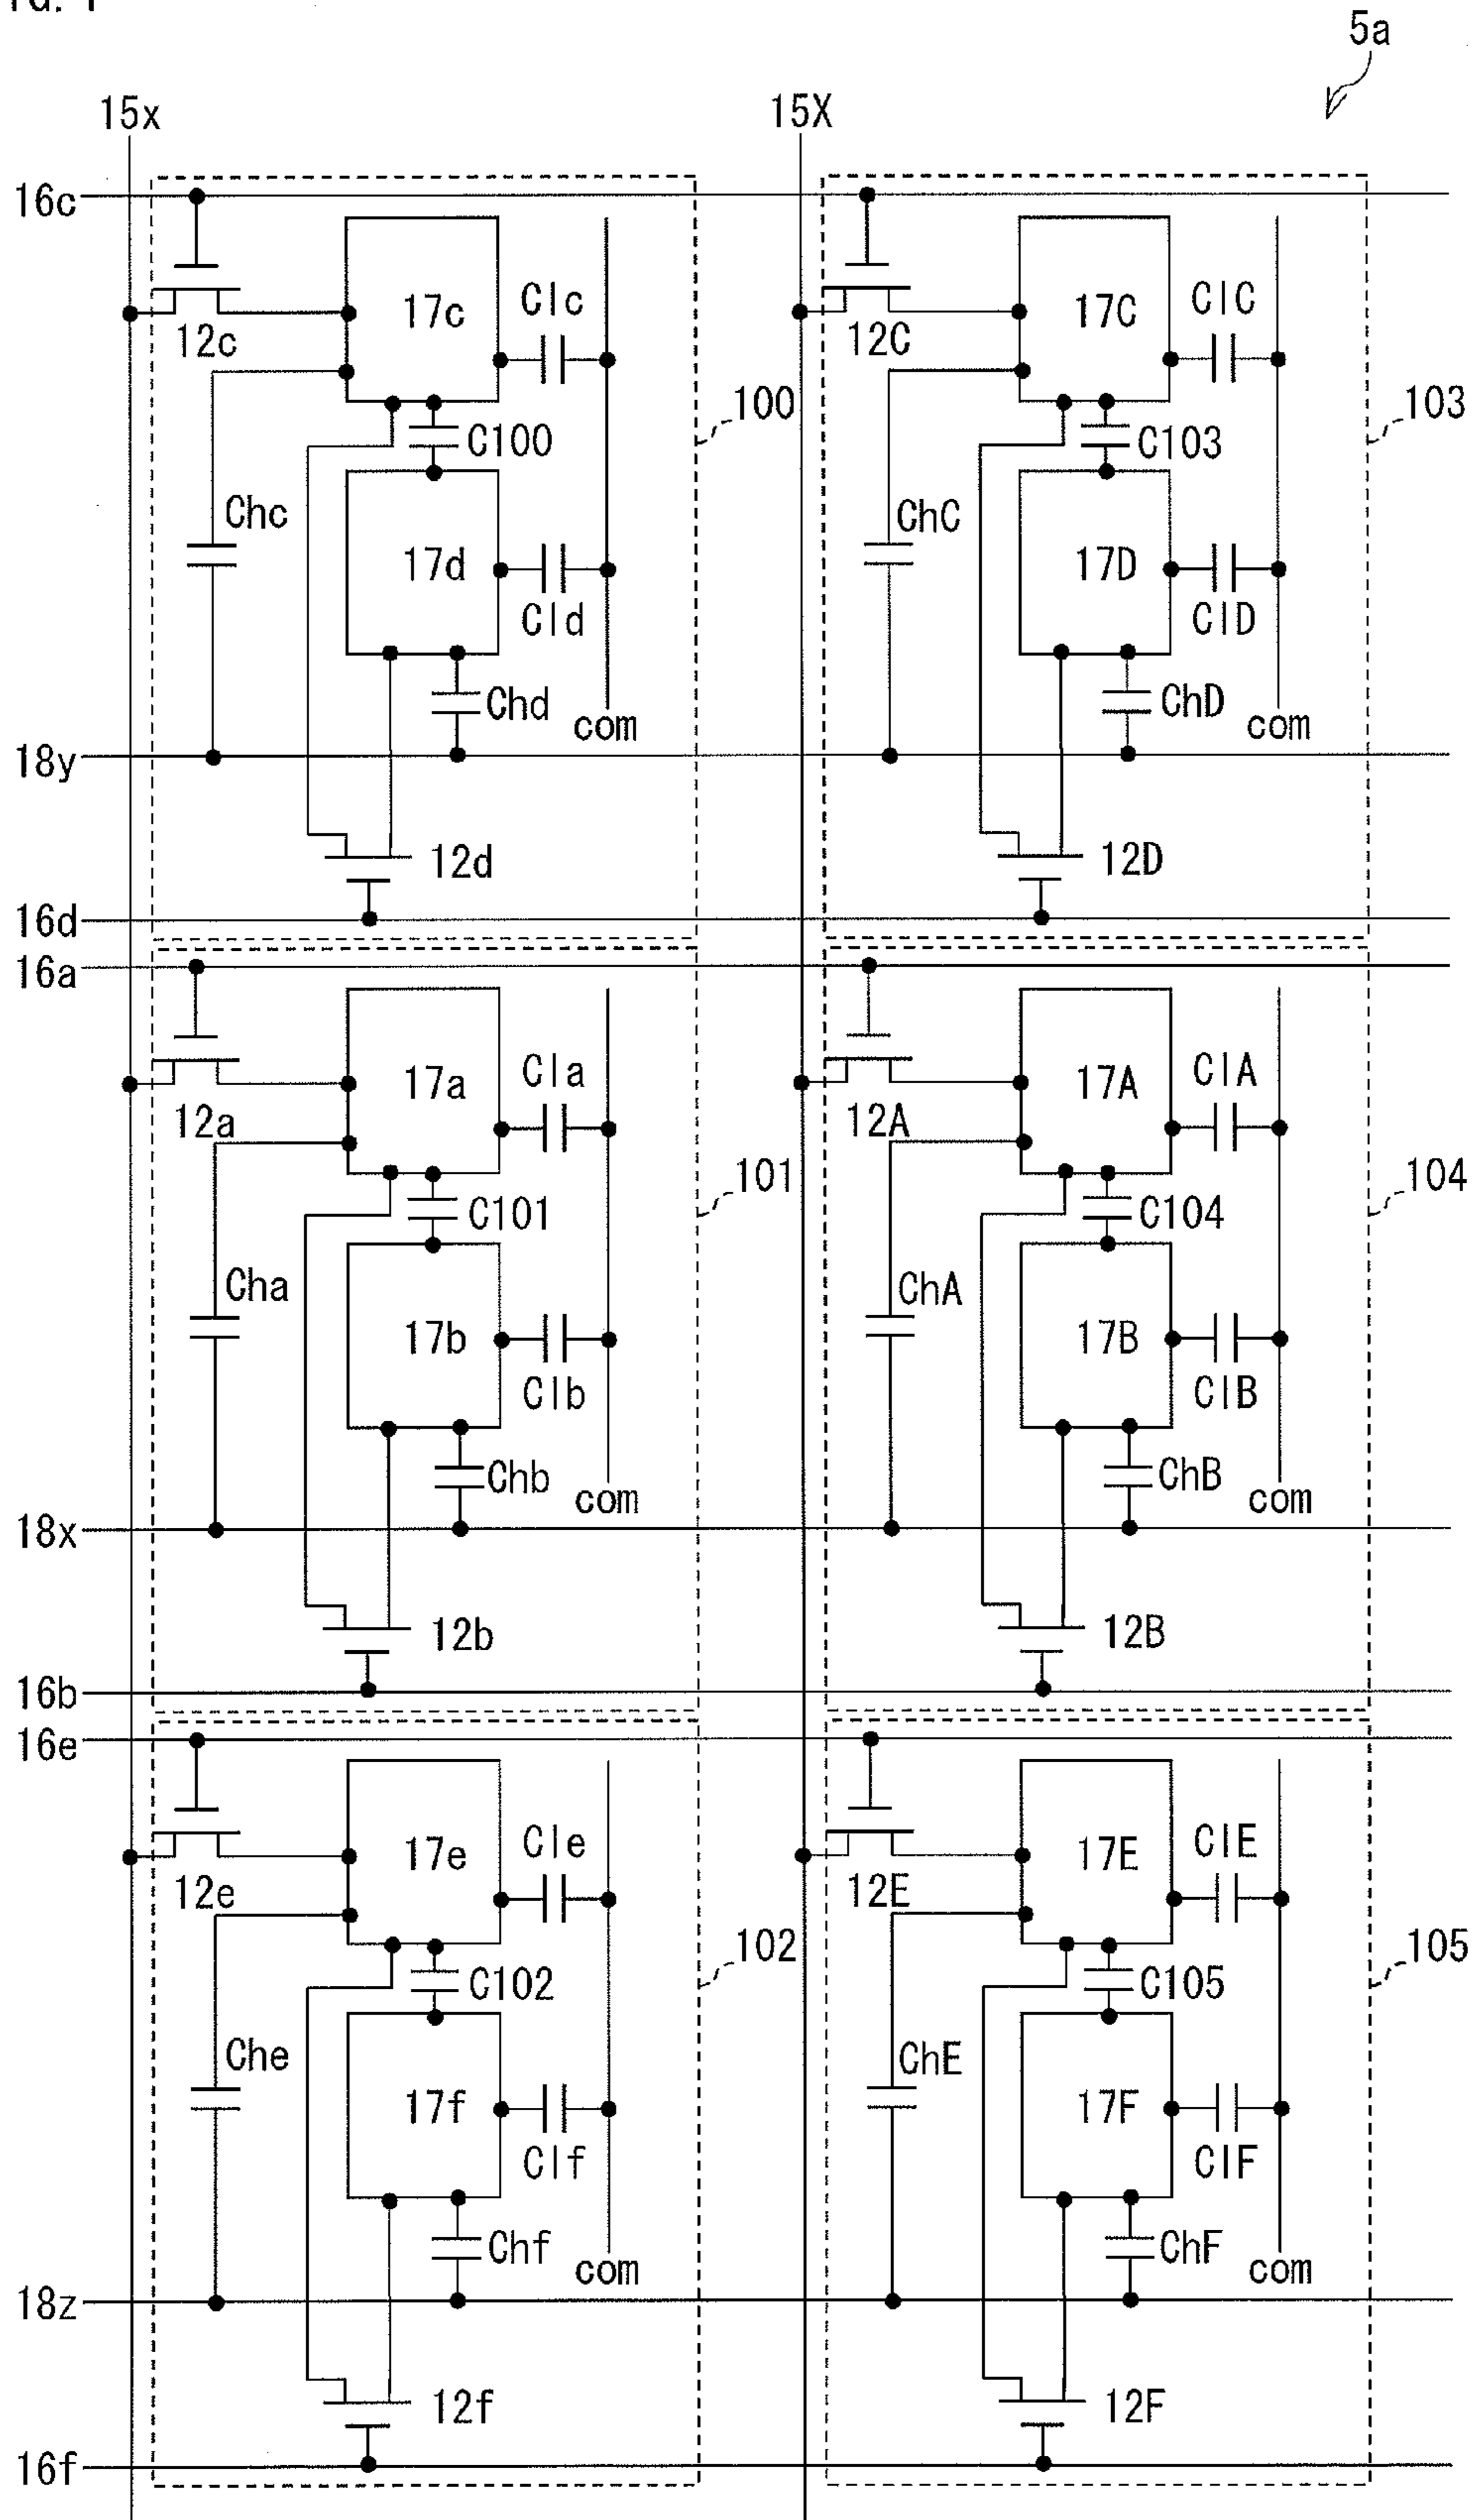 5a
15x 15X
16c
17c Clc 17C ClC
12c 12C
100 103
C100 C103
Chc ChC
17d 17D
Cld ClD
Chd ChD
com com
18y
12d 12D
16d
16a
17a Cla 17A ClA
12a 12A
101 104
C101 C104
Cha ChA
17b 17B
Clb ClB
Chb ChB
com com
18x
12b 12B
16b
16e
17e Cle 17E ClE
12e 12E
102 105
C102 C105
Che ChE
17f 17F
Clf ClF
Chf ChF
com com
18z
12f 12F
16f